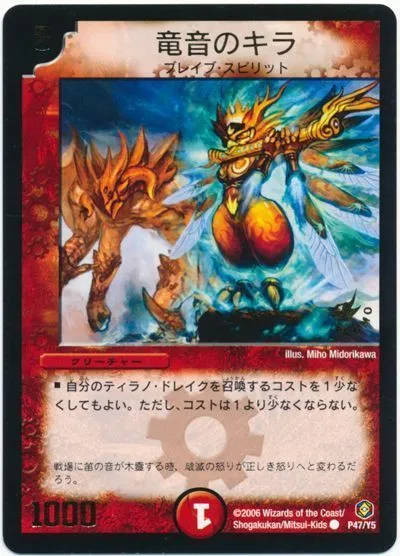 竜音のキラ
ブレイブ・スピリット
illus. Miho Midorikawa
クリーチャー
■ 自分のティラノ・ドレイクを召喚するコストを1少な
くしてもよい。ただし、コストは1より少なくならない。
戦場に笛の音が木霊する時、破滅の怒りが正しき怒りへと変わるだ
ろう。
1000
1
©2006 Wizards of the Coast/
Shogakukan/Mitsui-Kids ● P47/Y5